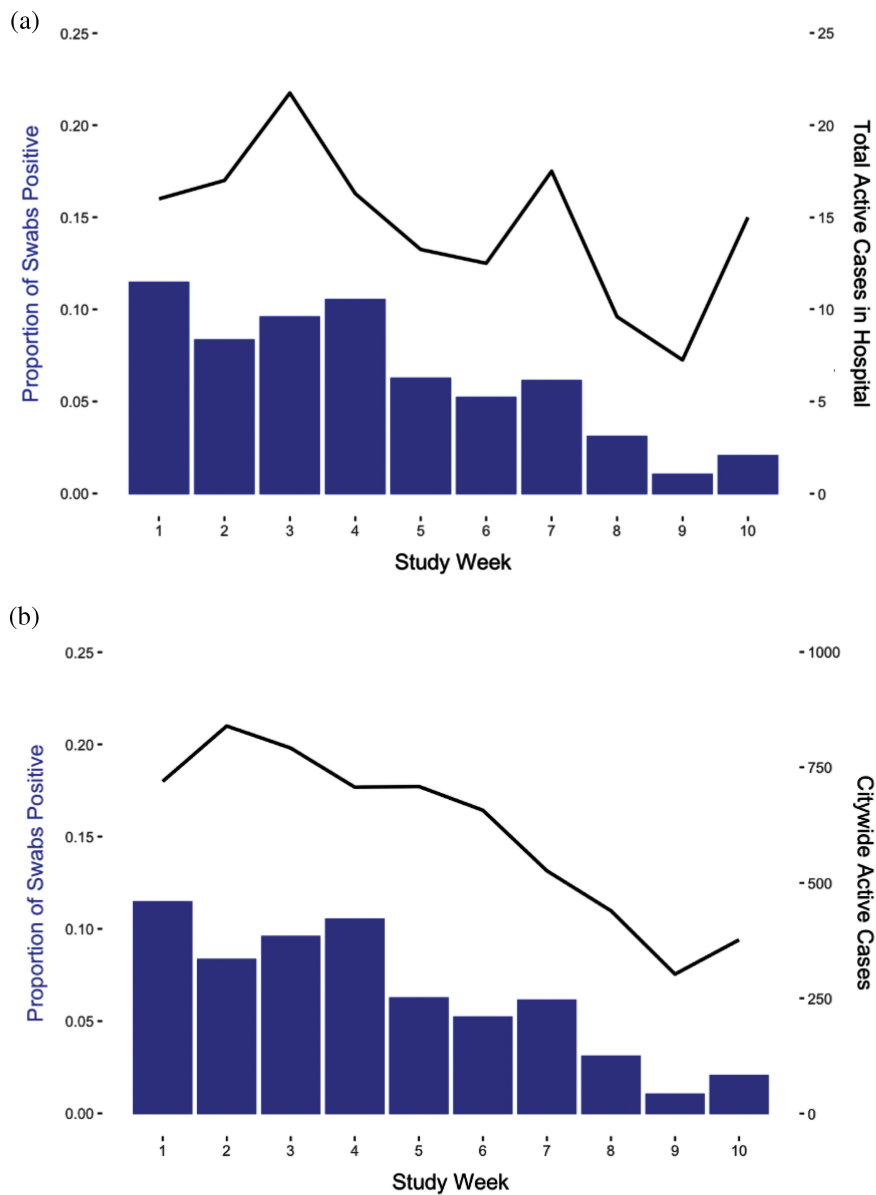 (a)
0.25
0.20
0.15
0.10
0.05
0.00
Proportion of Swabs Positive
25
20
15
10
5
0
Total Active Cases in Hospital
1 2 3 4 5 6 7 8 9 10
Study Week
(b)
0.25
0.20
0.15
0.10
0.05
0.00
Proportion of Swabs Positive
1000
750
500
250
0
Citywide Active Cases
1 2 3 4 5 6 7 8 9 10
Study Week